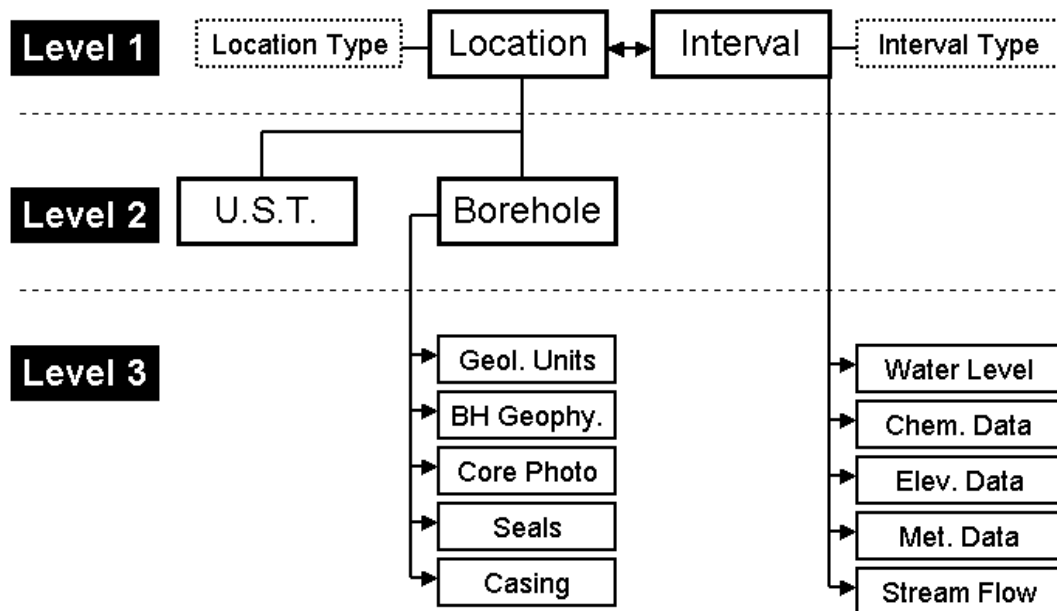 Level 1
Location Type
Location
Interval
Interval Type
Level 2
U.S.T.
Borehole
Level 3
Geol. Units
BH Geophy.
Core Photo
Seals
Casing
Water Level
Chem. Data
Elev. Data
Met. Data
Stream Flow